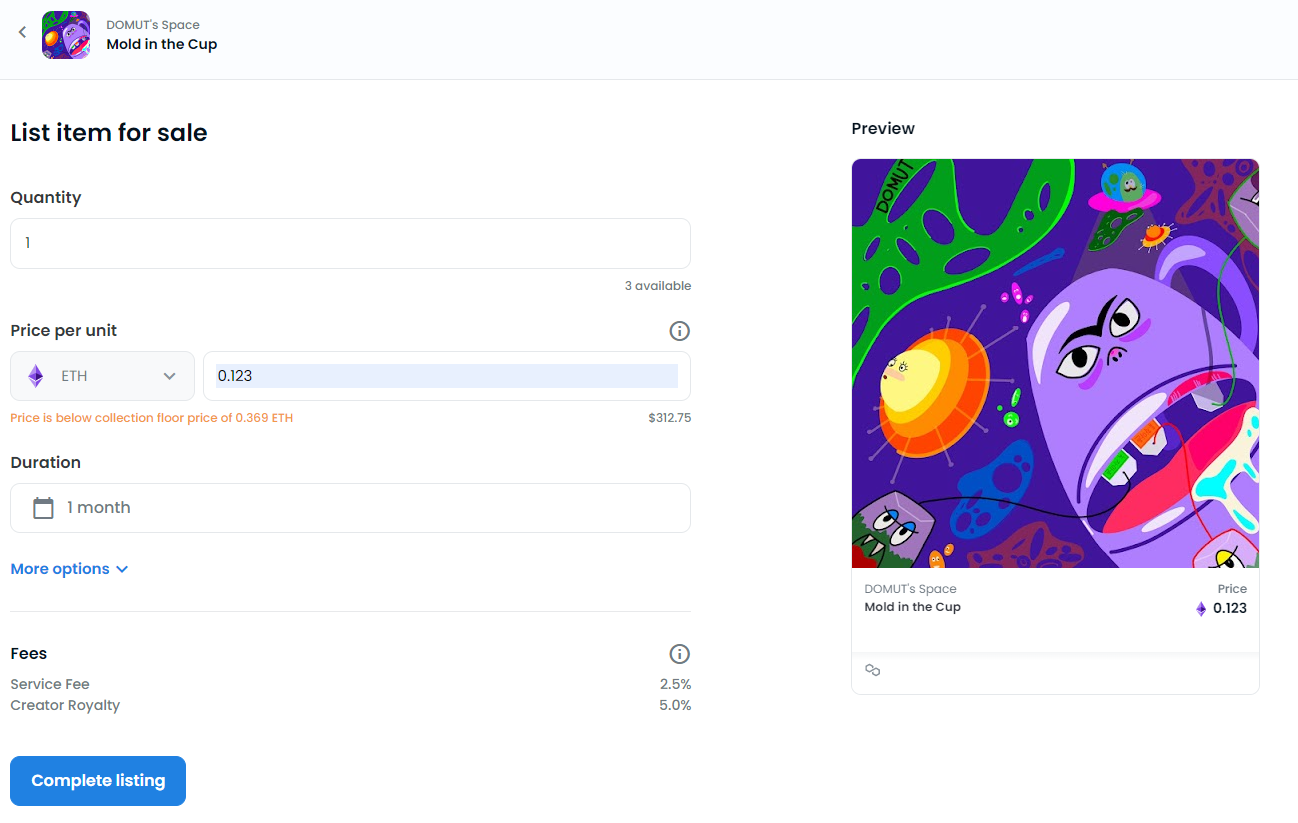 DOMUT's Space
Mold in the Cup
List item for sale
Quantity
1
3 available
Price per unit
ETH
0.123
Price is below collection floor price of 0.369 ETH
$312.75
Duration
1 month
More options
Fees
Service Fee
2.5%
Creator Royalty
5.0%
Complete listing
Preview
DOMUT
DOMUT's Space
Price
Mold in the Cup
0.123